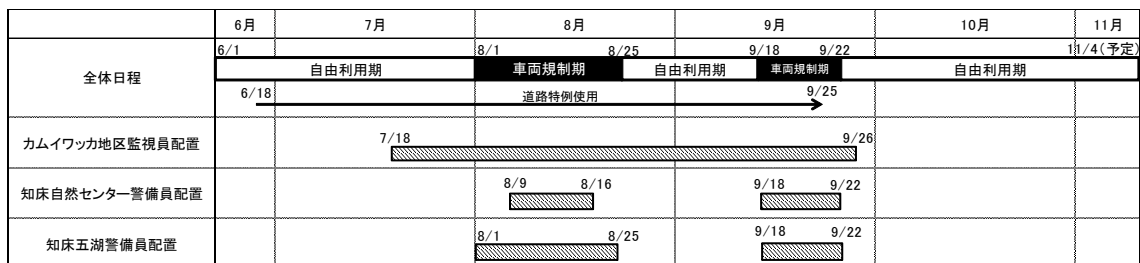 6月 7月 8月 9月 10月 11月
全体日程
6/1 8/1 8/25 9/18 9/22 11/4(予定)
自由利用期 車両規制期 自由利用期 車両規制期 自由利用期
6/18 道路特例使用 9/25
カムイワッカ地区監視員配置 7/18 9/26
知床自然センター警備員配置 8/9 8/16 9/18 9/22
知床五湖警備員配置 8/1 8/25 9/18 9/22